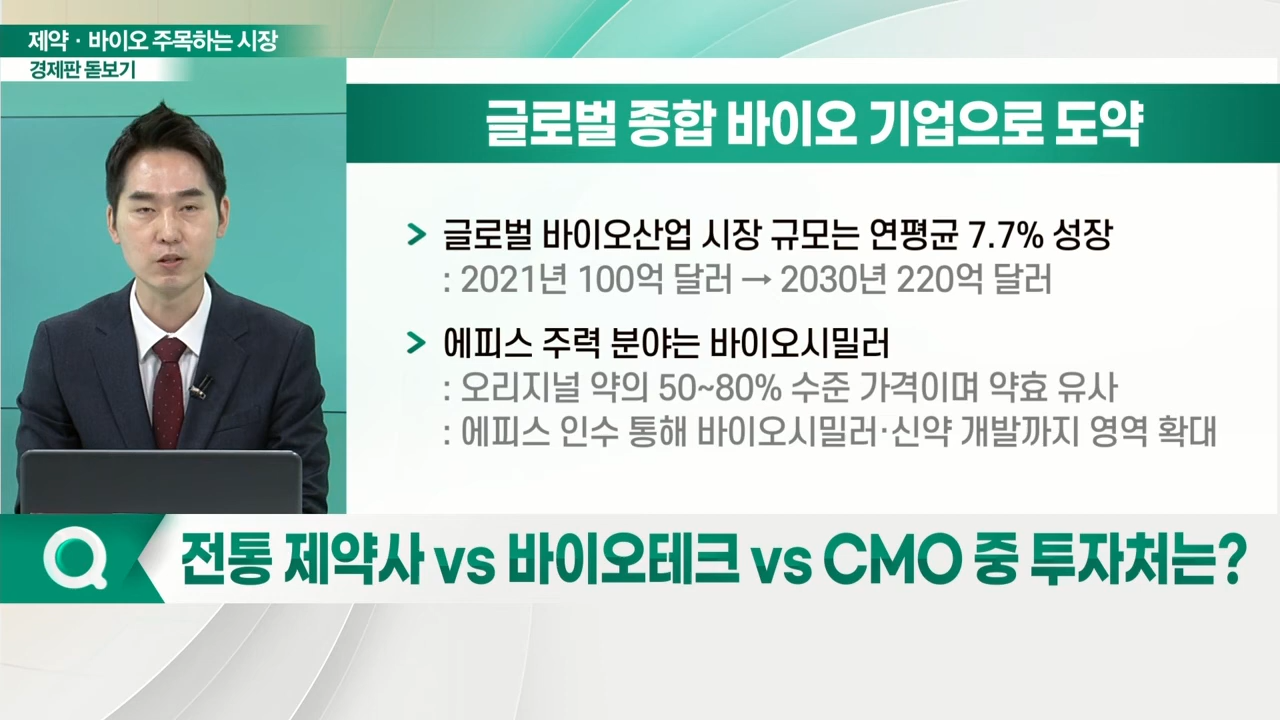 제약 · 바이오 주목하는 시장
경제판 돋보기
글로벌 종합 바이오 기업으로 도약
글로벌 바이오산업 시장 규모는 연평균 7.7% 성장
: 2021년 100억 달러 → 2030년 220억 달러
에피스 주력 분야는 바이오시밀러
: 오리지널 약의 50~80% 수준 가격이며 약효 유사
: 에피스 인수 통해 바이오시밀러·신약 개발까지 영역 확대
전통 제약사 vs 바이오테크 vs CMO 중 투자처는?